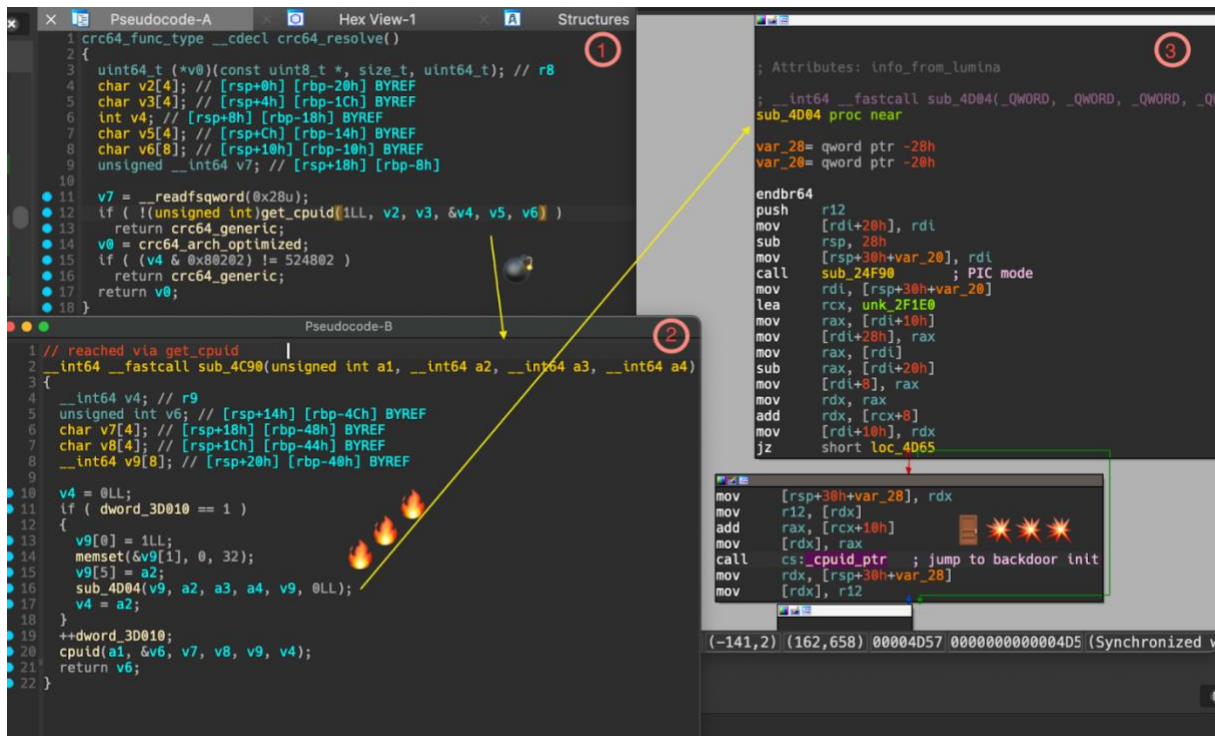 Pseudocode-A
Hex View-1
Structures
1 crc64_func_type __cdecl crc64_resolve()
2 {
3 uint64_t (*v0)(const uint8_t *, size_t, uint64_t); // r8
4 char v2[4]; // [rsp+0h] [rbp-20h] BYREF
5 char v3[4]; // [rsp+4h] [rbp-1Ch] BYREF
6 int v4; // [rsp+8h] [rbp-18h] BYREF
7 char v5[4]; // [rsp+Ch] [rbp-14h] BYREF
8 char v6[8]; // [rsp+10h] [rbp-10h] BYREF
9 unsigned __int64 v7; // [rsp+18h] [rbp-8h]
10
11 v7 = __readfsqword(0x28u);
12 if ( !(unsigned int)get_cpuid(1LL, v2, v3, &v4, v5, v6) )
13 return crc64_generic;
14 v0 = crc64_arch_optimized;
15 if ( (v4 & 0x80202) != 524802 )
16 return crc64_generic;
17 return v0;
18 }
1
Pseudocode-B
2
1 // reached via get_cpuid
2 __int64 __fastcall sub_4C90(unsigned int a1, __int64 a2, __int64 a3, __int64 a4)
3 {
4 __int64 v4; // r9
5 unsigned int v6; // [rsp+14h] [rbp-4Ch] BYREF
6 char v7[4]; // [rsp+18h] [rbp-48h] BYREF
7 char v8[4]; // [rsp+1Ch] [rbp-44h] BYREF
8 __int64 v9[8]; // [rsp+20h] [rbp-40h] BYREF
9
10 v4 = 0LL;
11 if ( dword_3D010 == 1 )
12 {
13 v9[0] = 1LL;
14 memset(&v9[1], 0, 32);
15 v9[5] = a2;
16 sub_4D04(v9, a2, a3, a4, v9, 0LL);
17 v4 = a2;
18 }
19 ++dword_3D010;
20 cpuid(a1, &v6, v7, v8, v9, v4);
21 return v6;
22 }
3
; Attributes: info_from_lumina
; __int64 __fastcall sub_4D04(_QWORD, _QWORD, _QWORD, _Q
sub_4D04 proc near
var_28= qword ptr -28h
var_20= qword ptr -20h
endbr64
push r12
mov [rdi+20h], rdi
sub rsp, 28h
mov [rsp+30h+var_20], rdi
call sub_24F90 ; PIC mode
mov rdi, [rsp+30h+var_20]
lea rcx, unk_2F1E0
mov rax, [rdi+10h]
mov [rdi+28h], rax
mov rax, [rdi]
sub rax, [rdi+20h]
mov [rdi+8], rax
mov rdx, rax
add rdx, [rcx+8]
mov [rdi+10h], rdx
jz short loc_4D65
mov [rsp+30h+var_28], rdx
mov r12, [rdx]
add rax, [rcx+10h]
mov [rdx], rax
call cs:_cpuid_ptr ; jump to backdoor init
mov rdx, [rsp+30h+var_28]
mov [rdx], r12
(-141,2) (162,658) 00004D57 0000000000004D5 (Synchronized w